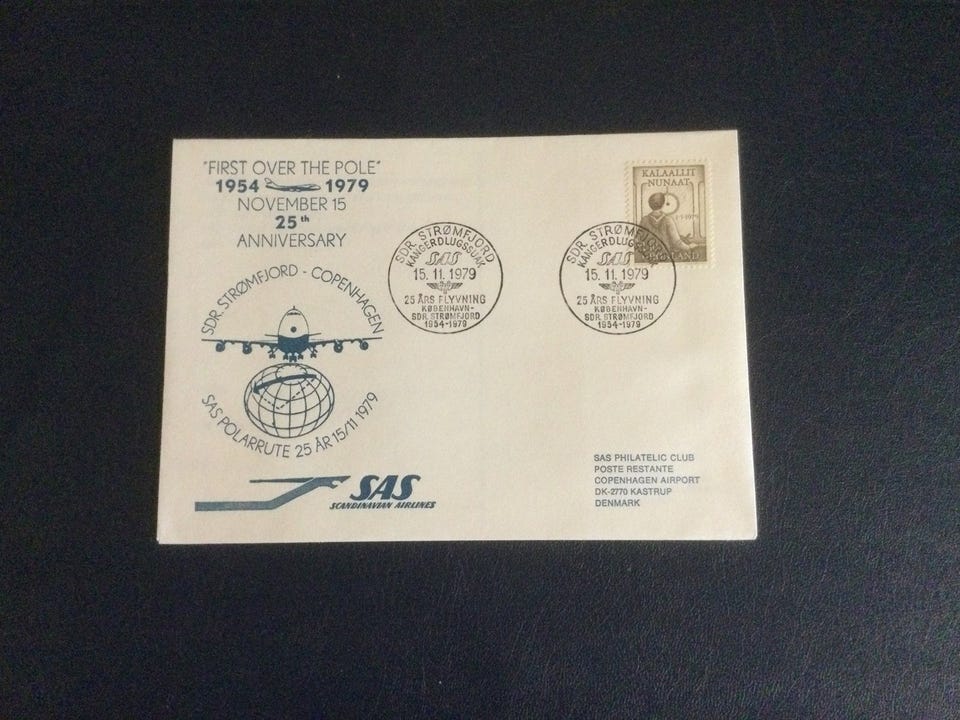 "FIRST OVER THE POLE"
1954 1979
NOVEMBER 15
25th
ANNIVERSARY
SDR. STRØMFJORD - COPENHAGEN
SAS POLARRUTE 25 ÅR 15/11 1979
SAS
SCANDINAVIAN AIRLINES
SDR. STRØMFJORD
KANGERDLUGSSUAK
SAS
15.11.1979
25 ÅRS FLYVNING
KØBENHAVN-
SDR. STRØMFJORD
1954-1979
KALAALLIT
NUNAAT
1·5·1979
GRØNLAND
SDR. STRØMFJORD
KANGERDLUGSSUAK
SAS
15.11.1979
25 ÅRS FLYVNING
KØBENHAVN-
SDR. STRØMFJORD
1954-1979
SAS PHILATELIC CLUB
POSTE RESTANTE
COPENHAGEN AIRPORT
DK-2770 KASTRUP
DENMARK